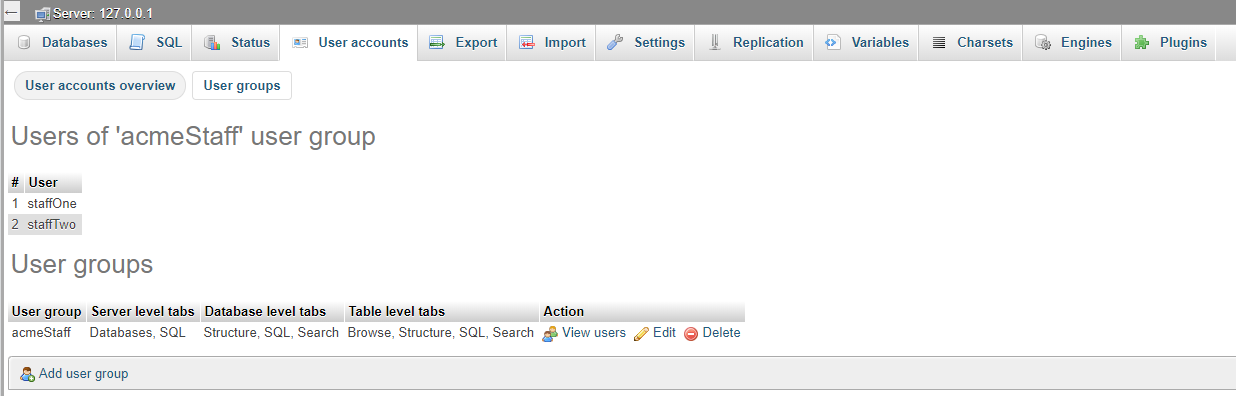 ← Server: 127.0.0.1
Databases SQL Status User accounts Export Import Settings Replication Variables Charsets Engines Plugins
User accounts overview User groups
Users of 'acmeStaff' user group
# User
1 staffOne
2 staffTwo
User groups
User group Server level tabs Database level tabs Table level tabs Action
acmeStaff Databases, SQL Structure, SQL, Search Browse, Structure, SQL, Search View users Edit Delete
Add user group